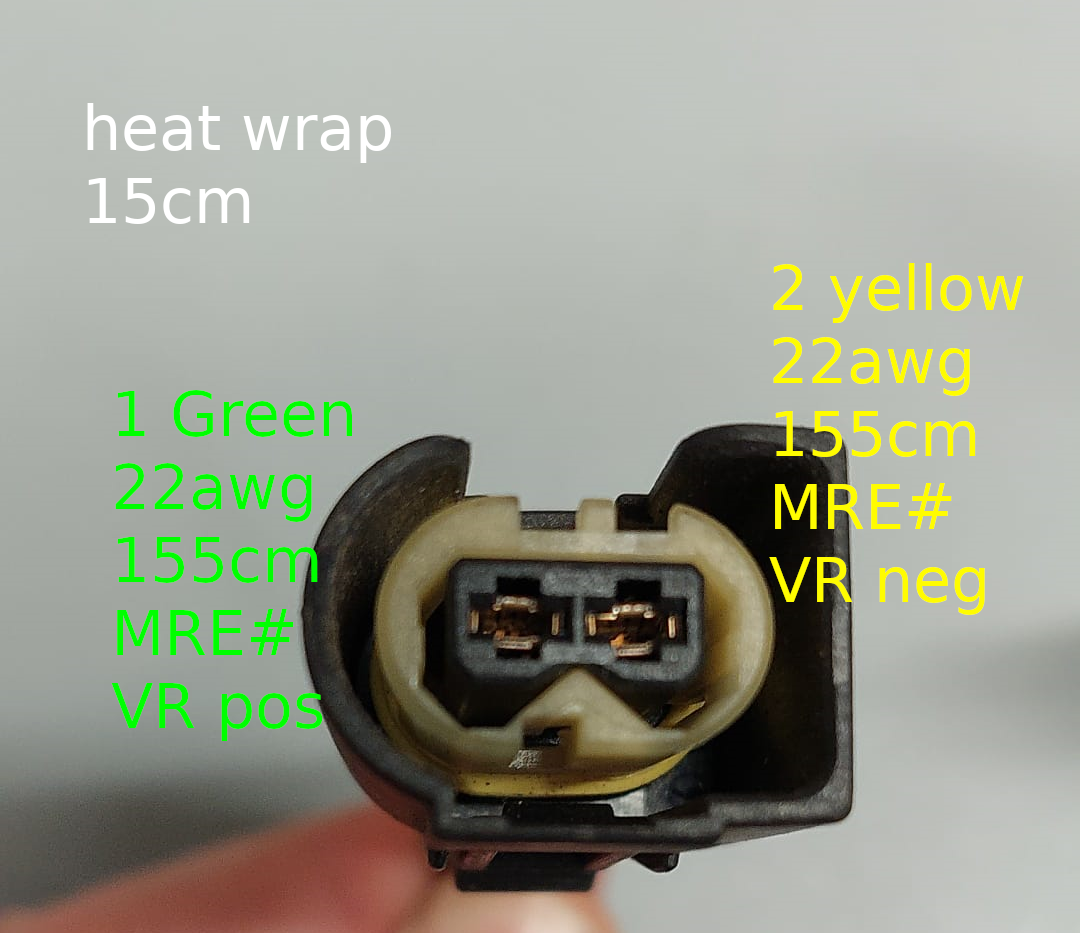 heat wrap
15cm
1 Green
22awg
155cm
MRE#
VR pos
2 yellow
22awg
155cm
MRE#
VR neg